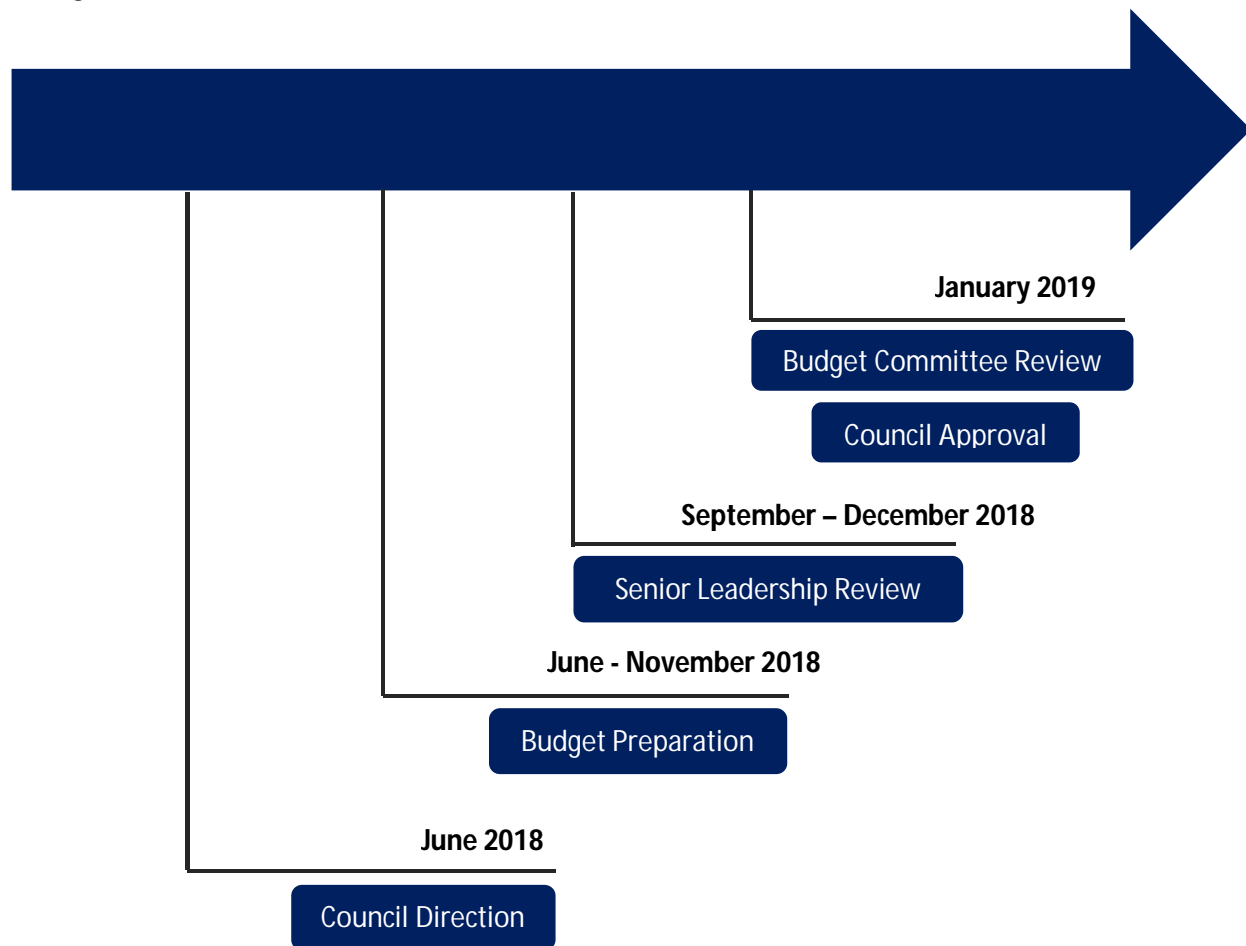 January 2019
Budget Committee Review
Council Approval
September – December 2018
Senior Leadership Review
June - November 2018
Budget Preparation
June 2018
Council Direction